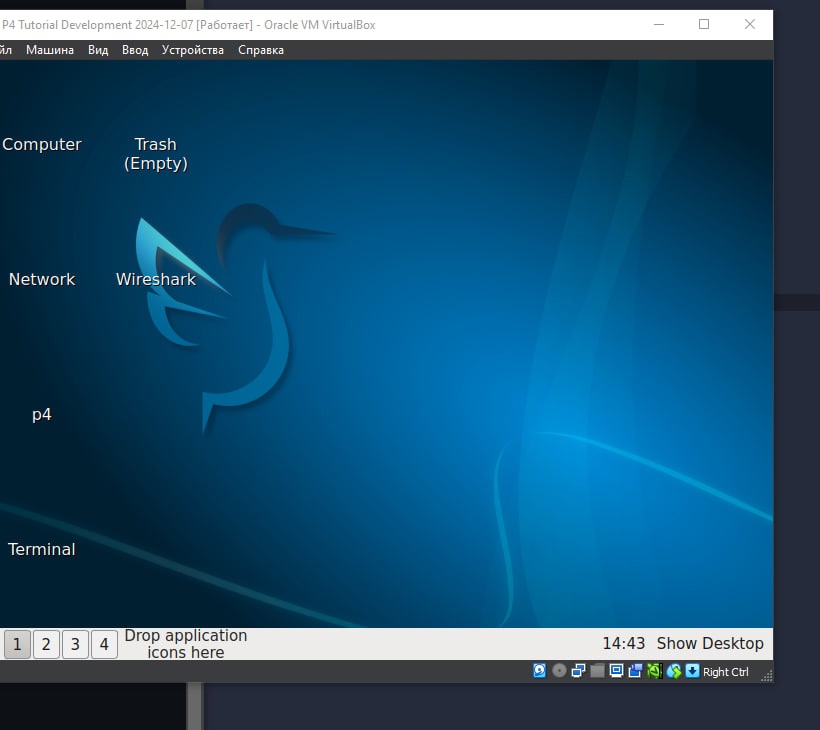 P4 Tutorial Development 2024-12-07 [Работает] - Oracle VM VirtualBox
йл Машина Вид Ввод Устройства Справка
Computer Trash
(Empty)
Network Wireshark
p4
Terminal
1 2 3 4 Drop application
icons here
14:43 Show Desktop
Right Ctrl